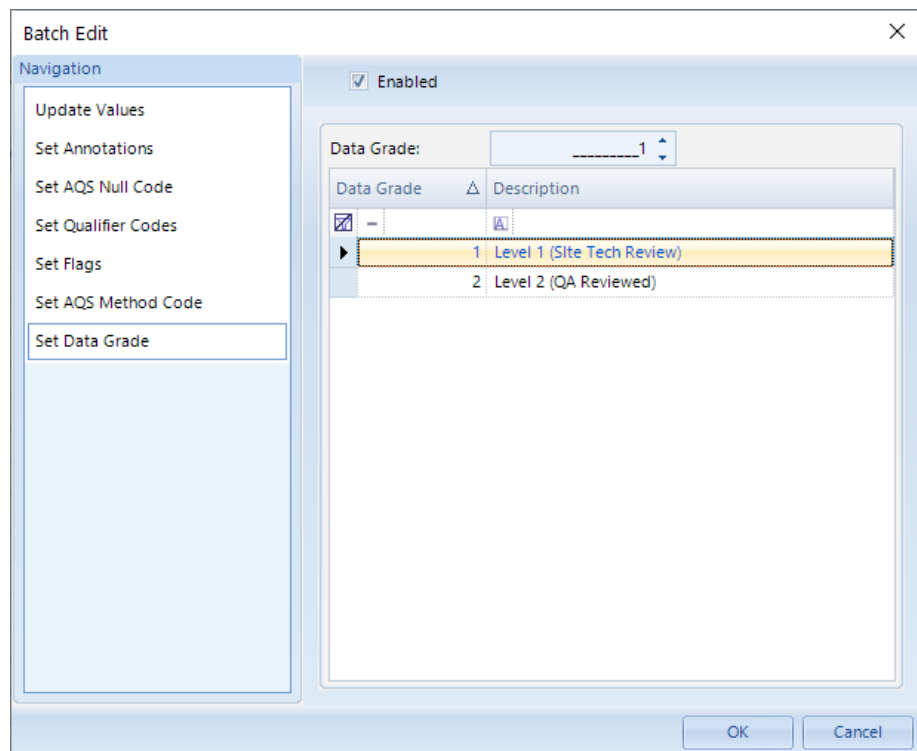 Batch Edit
Navigation
Update Values
Set Annotations
Set AQS Null Code
Set Qualifier Codes
Set Flags
Set AQS Method Code
Set Data Grade
Enabled
Data Grade: _________1
Data Grade Description
1 Level 1 (SIte Tech Review)
2 Level 2 (QA Reviewed)
OK Cancel